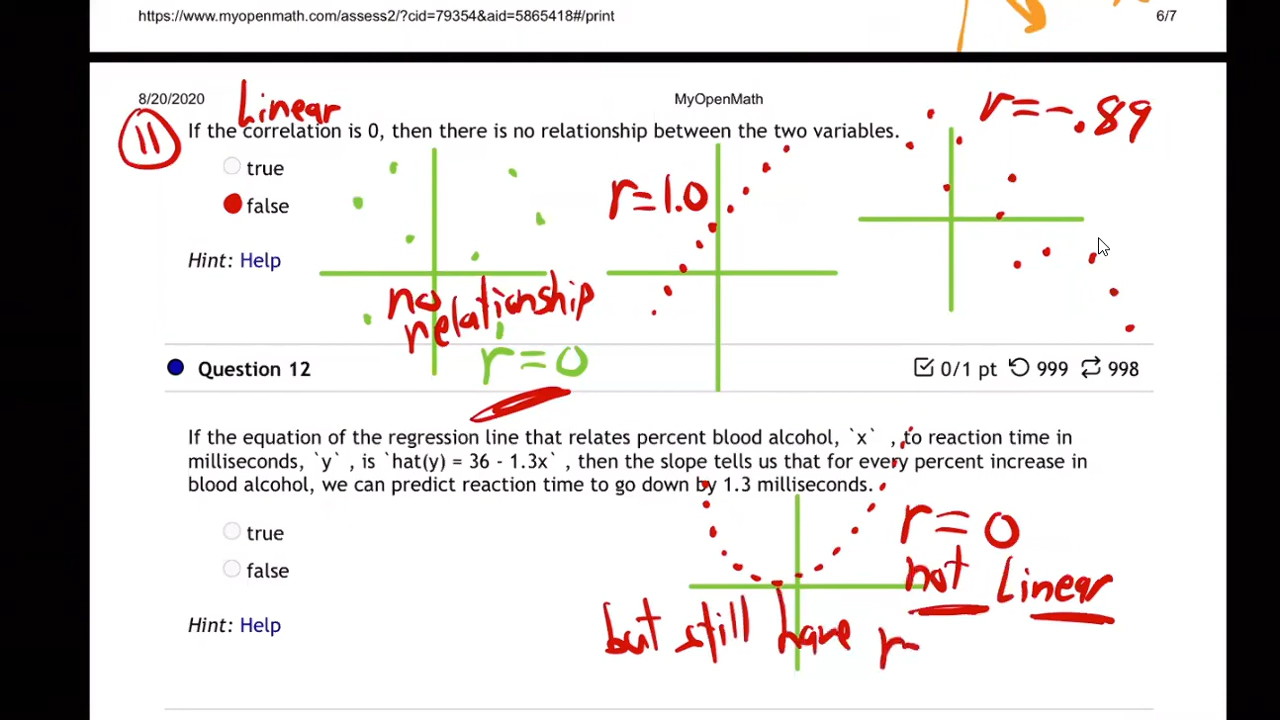 https://www.myopenmath.com/assess2/?cid=79354&aid=5865418#/print
6/7
8/20/2020
MyOpenMath
Linear
r=-.89
11
If the correlation is 0, then there is no relationship between the two variables.
true
r=1.0
false
Hint: Help
no
relationship
r=0
Question 12
0/1 pt 999 998
If the equation of the regression line that relates percent blood alcohol, `x` , to reaction time in
milliseconds, `y` , is `hat(y) = 36 - 1.3x` , then the slope tells us that for every percent increase in
blood alcohol, we can predict reaction time to go down by 1.3 milliseconds.
true
r=0
false
not Linear
Hint: Help
but still have r